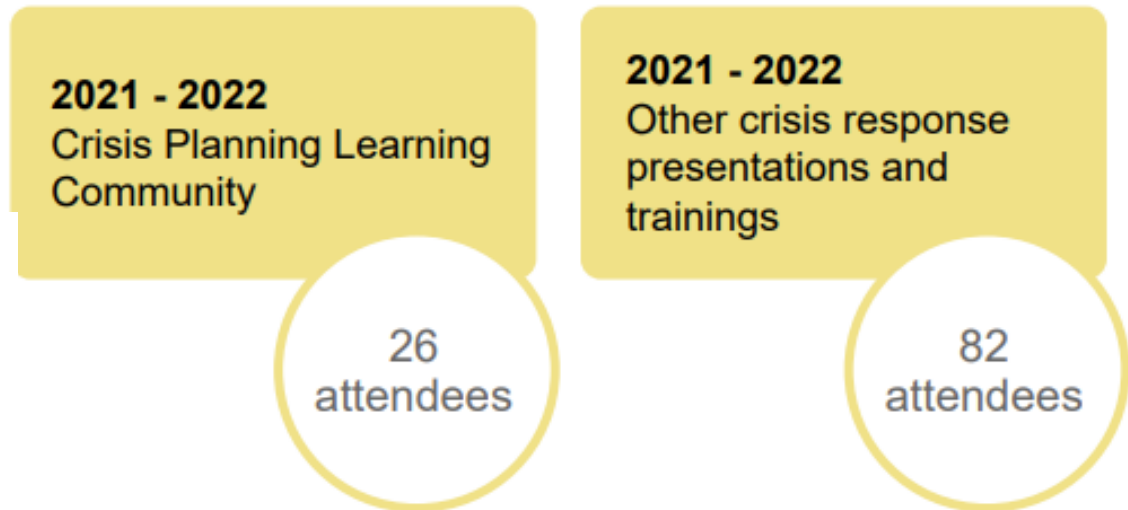 2021 - 2022
Crisis Planning Learning
Community
26
attendees
2021 - 2022
Other crisis response
presentations and
trainings
82
attendees